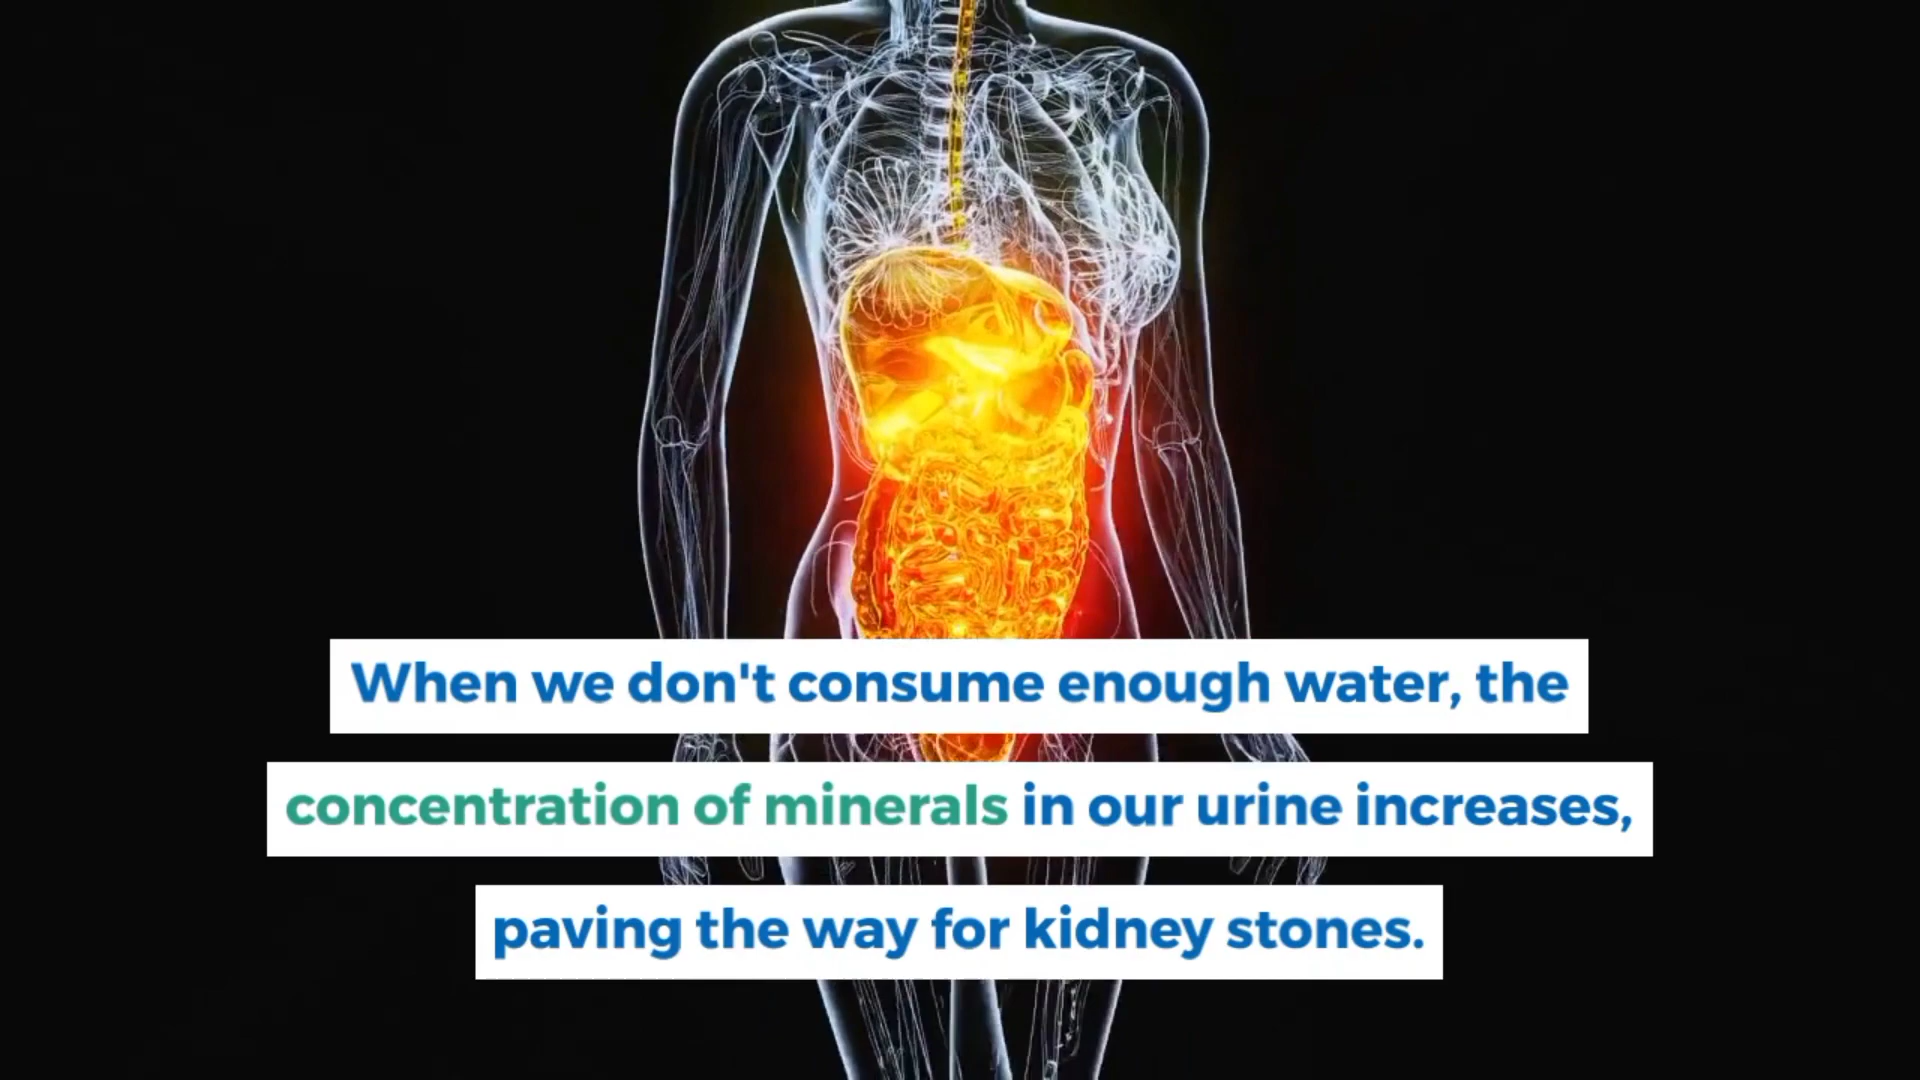 When we don't consume enough water, the
concentration of minerals in our urine increases,
paving the way for kidney stones.